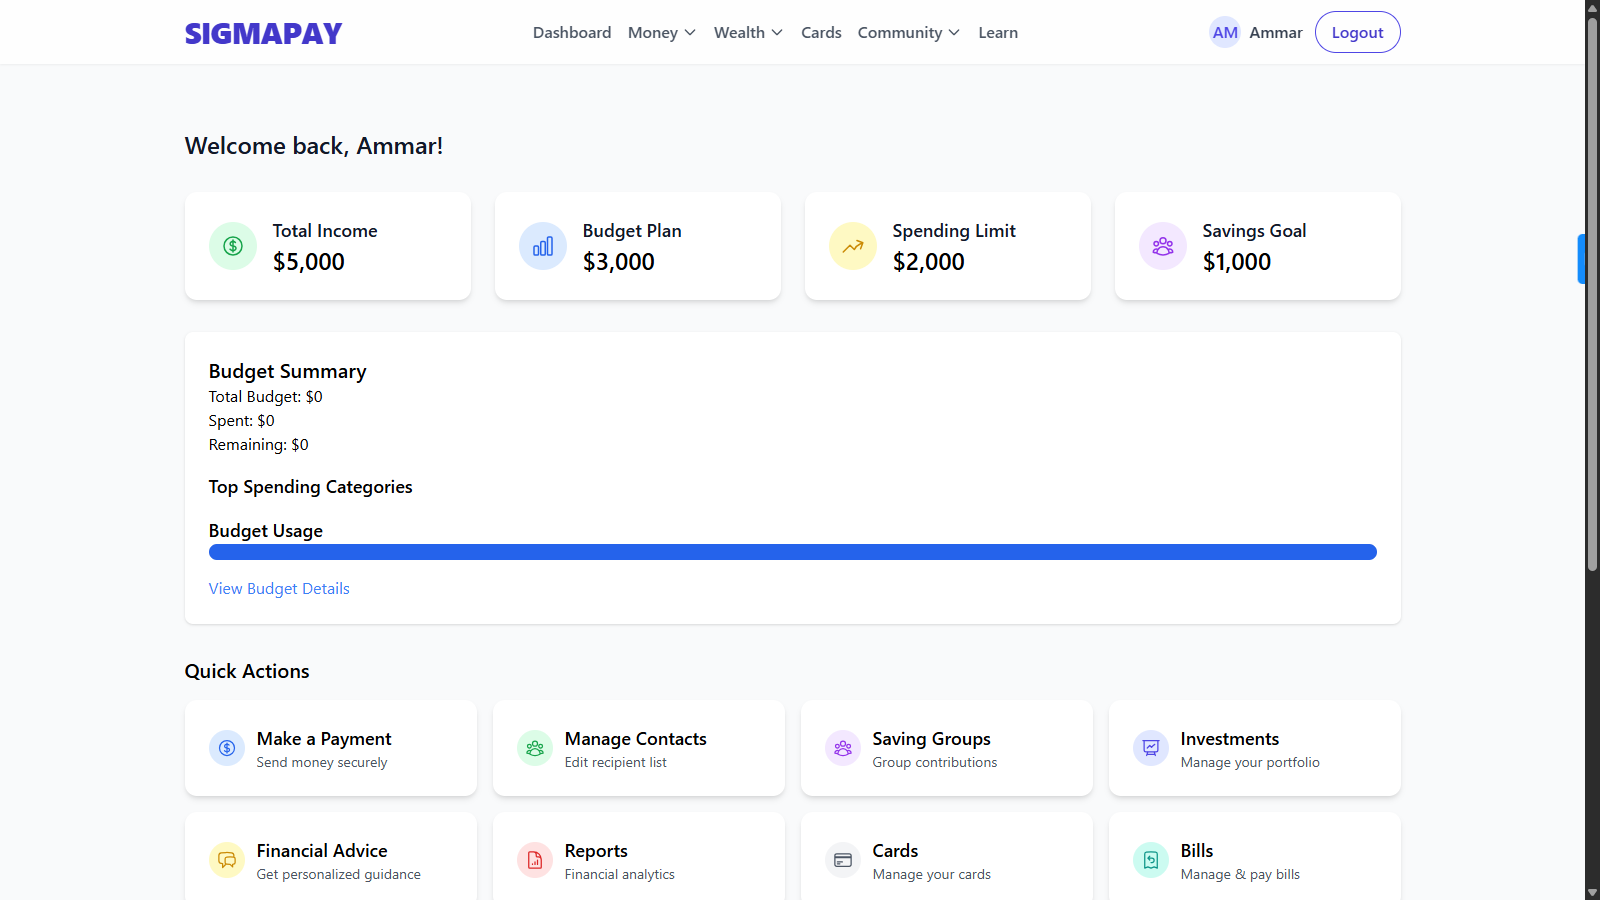 SIGMAPAY
Dashboard Money Wealth Cards Community Learn
AM Ammar Logout
Welcome back, Ammar!
Total Income
$5,000
Budget Plan
$3,000
Spending Limit
$2,000
Savings Goal
$1,000
Budget Summary
Total Budget: $0
Spent: $0
Remaining: $0
Top Spending Categories
Budget Usage
View Budget Details
Quick Actions
Make a Payment
Send money securely
Manage Contacts
Edit recipient list
Saving Groups
Group contributions
Investments
Manage your portfolio
Financial Advice
Get personalized guidance
Reports
Financial analytics
Cards
Manage your cards
Bills
Manage & pay bills